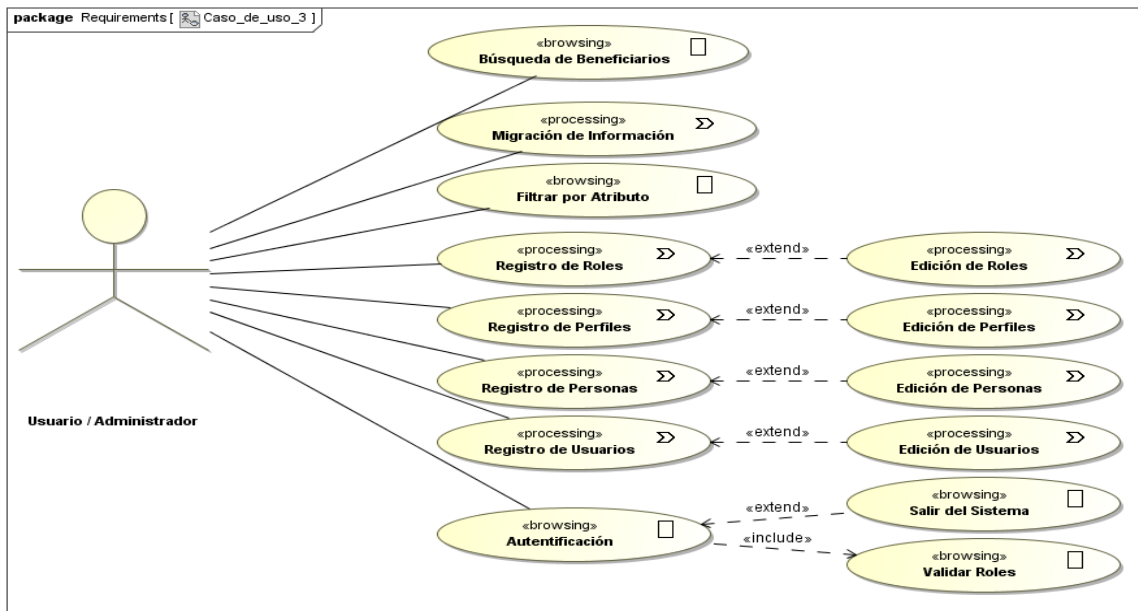 package Requirements [ Caso_de_uso_3 ]
«browsing»
Búsqueda de Beneficiarios
«processing»
Migración de Información
«browsing»
Filtrar por Atributo
«processing»
Registro de Roles
«extend»
«processing»
Edición de Roles
«processing»
Registro de Perfiles
«extend»
«processing»
Edición de Perfiles
«processing»
Registro de Personas
«extend»
«processing»
Edición de Personas
Usuario / Administrador
«processing»
Registro de Usuarios
«extend»
«processing»
Edición de Usuarios
«browsing»
Autentificación
«extend»
«browsing»
Salir del Sistema
«include»
«browsing»
Validar Roles